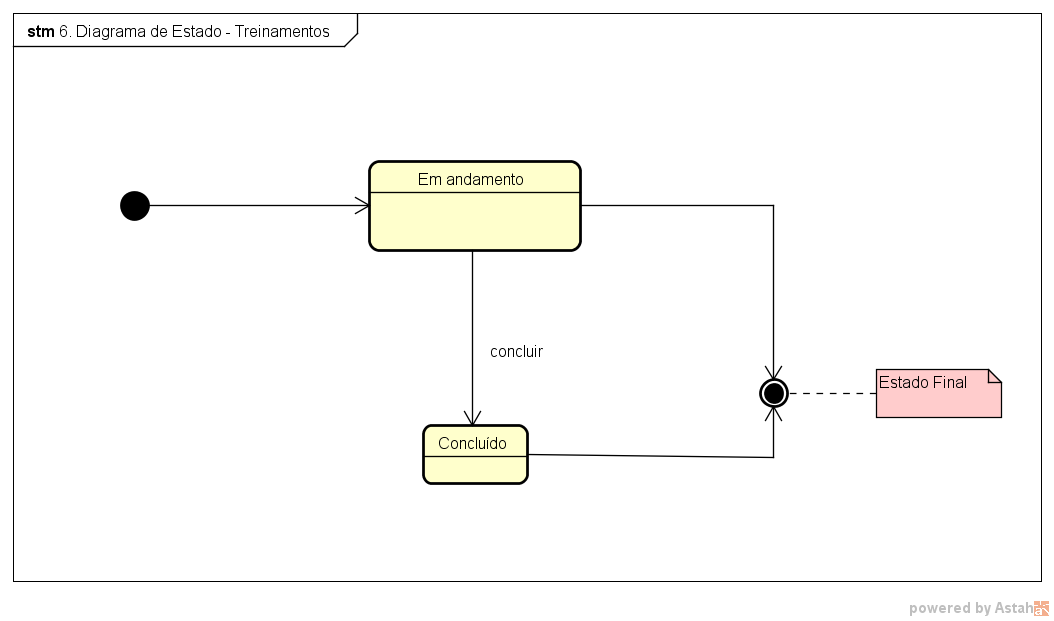 stm 6. Diagrama de Estado - Treinamentos
Em andamento
concluir
Estado Final
Concluído
powered by Astah